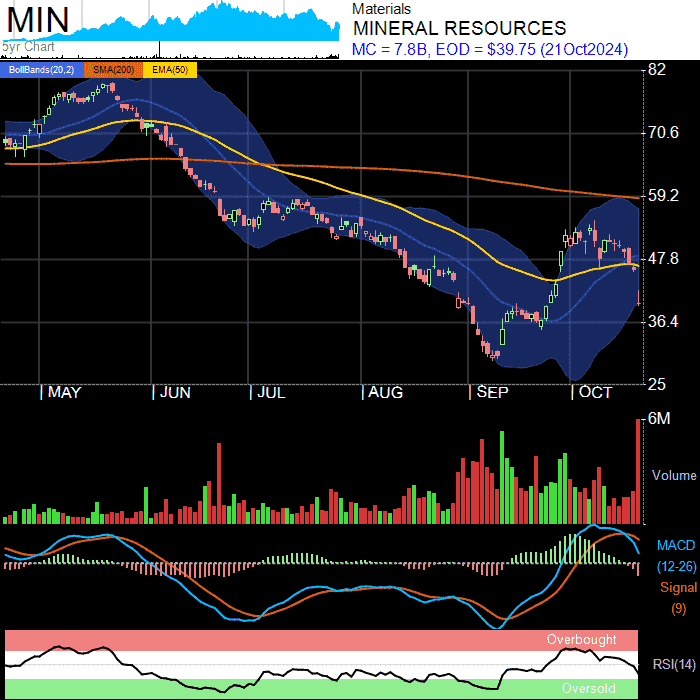 MIN
5yr Chart
Materials
MINERAL RESOURCES
MC = 7.8B, EOD = $39.75 (21Oct2024)
BollBands(20,2) SMA(200) EMA(50)
82
70.6
59.2
47.8
36.4
25
MAY JUN JUL AUG SEP OCT
6M
Volume
MACD
(12-26)
Signal
(9)
Overbought
RSI(14)
Oversold